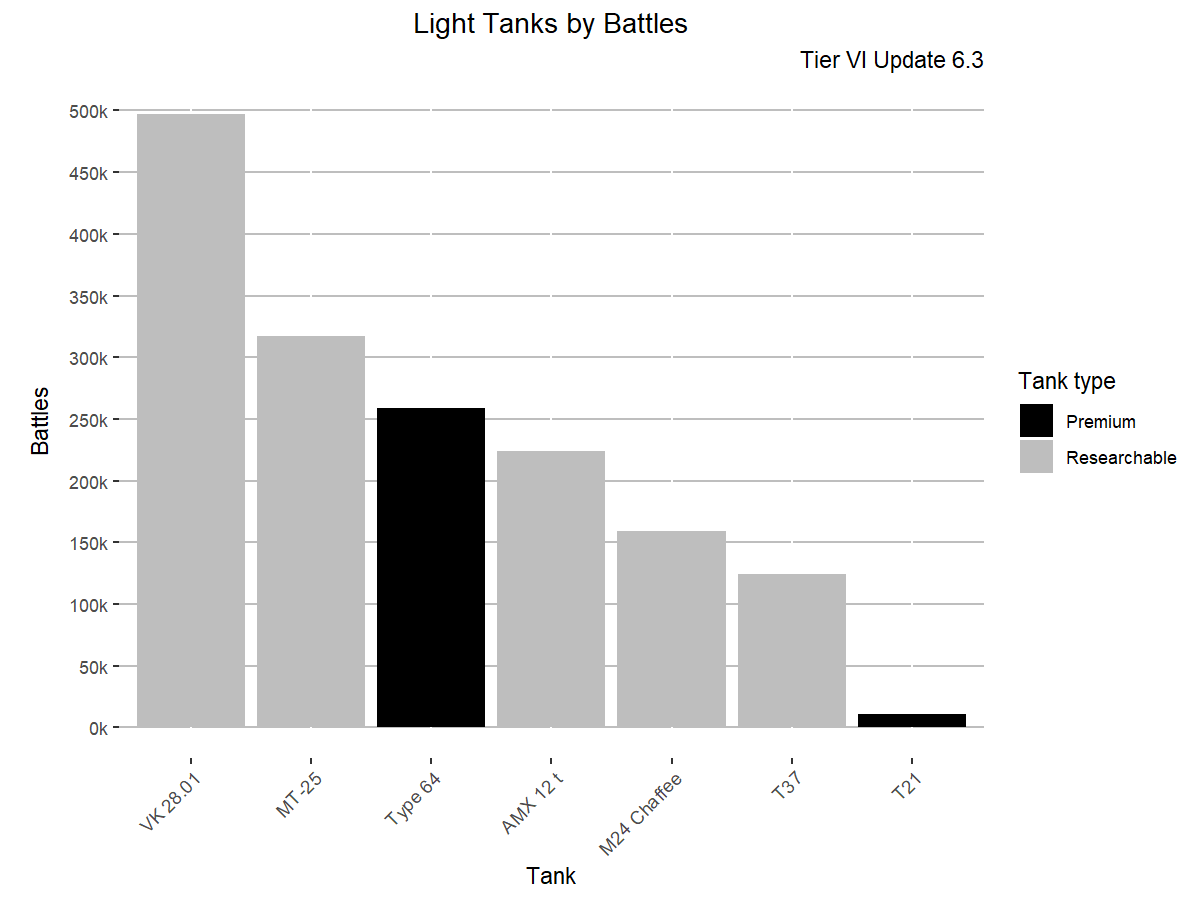 Light Tanks by Battles
Tier VI Update 6.3
500k
450k
400k
350k
300k
250k
200k
150k
100k
50k
0k
Battles
VK 28.01
MT-25
Type 64
AMX 12 t
M24 Chaffee
T37
T21
Tank
Tank type
Premium
Researchable